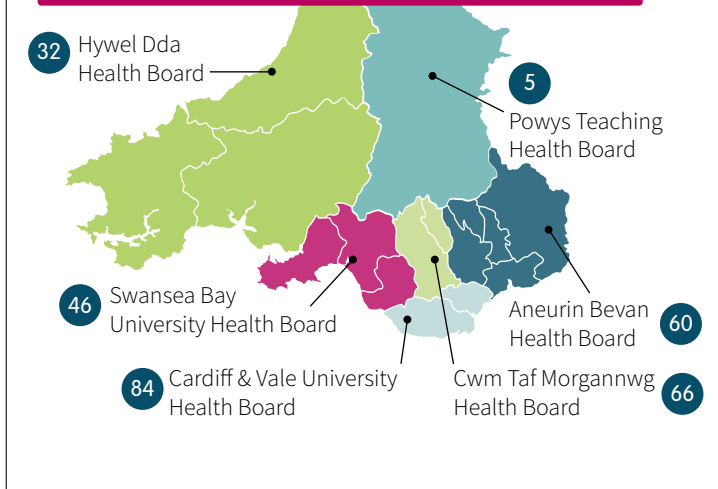 32
Hywel Dda
Health Board
5
Powys Teaching
Health Board
46
Swansea Bay
University Health Board
Aneurin Bevan
Health Board
60
84
Cardiff & Vale University
Health Board
Cwm Taf Morgannwg
Health Board
66